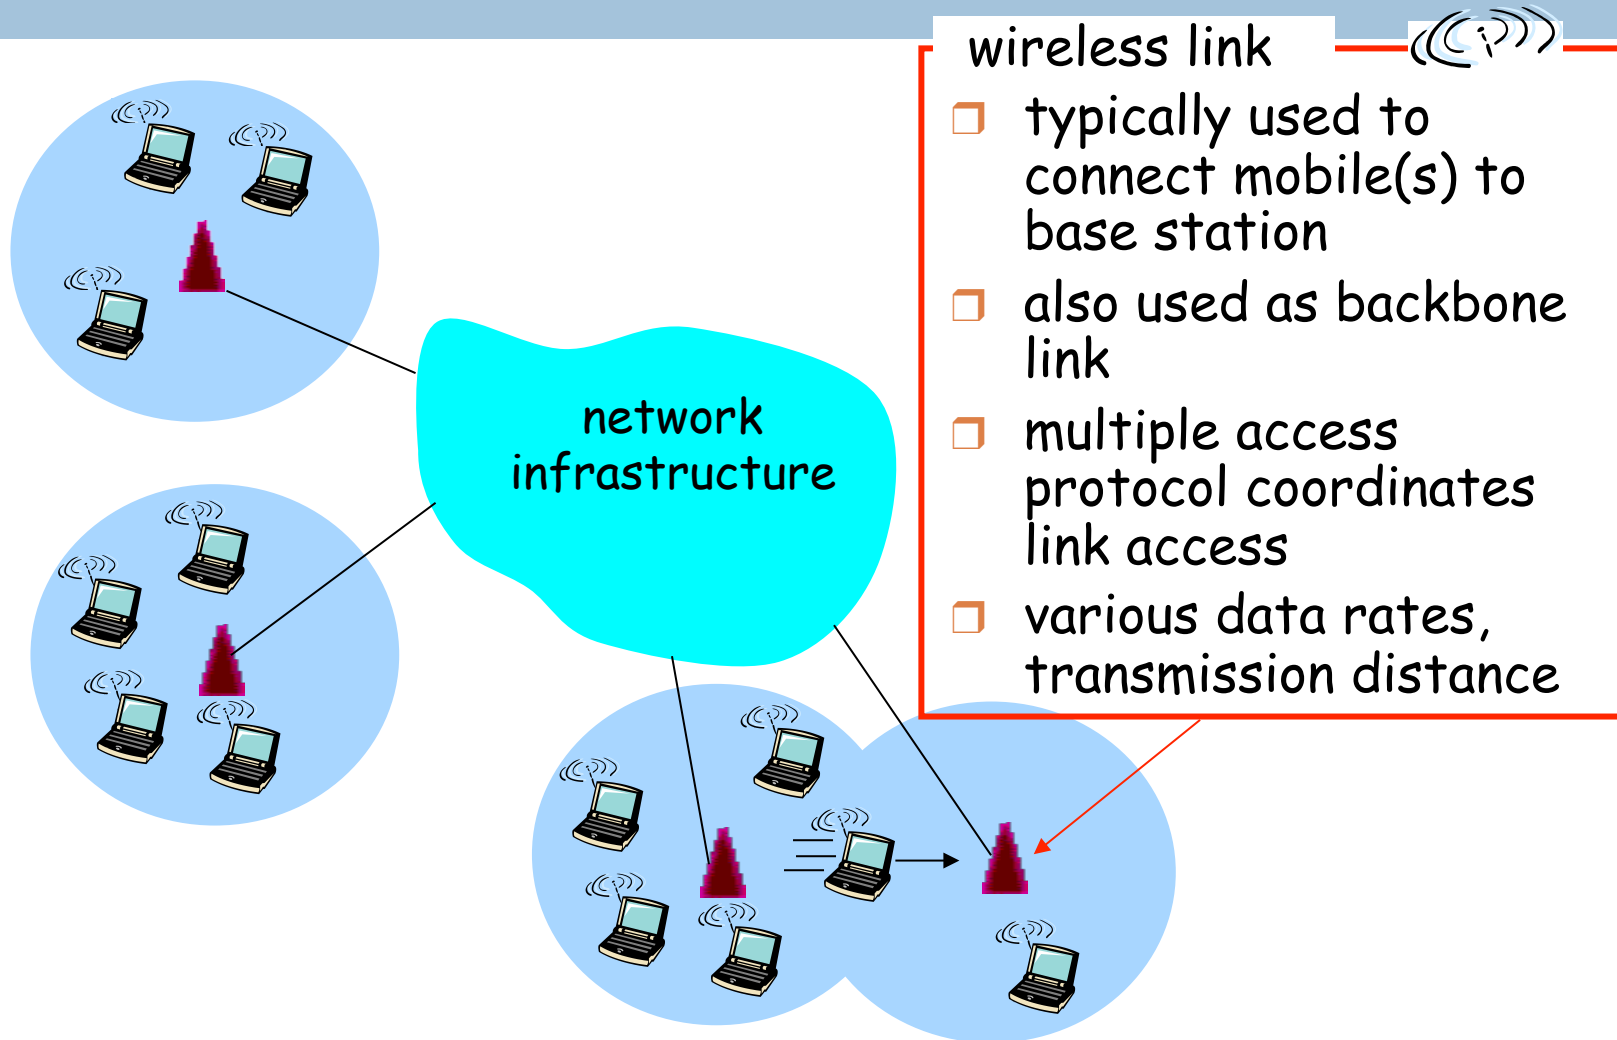 wireless link
typically used to
connect mobile(s) to
base station
also used as backbone
link
multiple access
protocol coordinates
link access
various data rates,
transmission distance
network
infrastructure